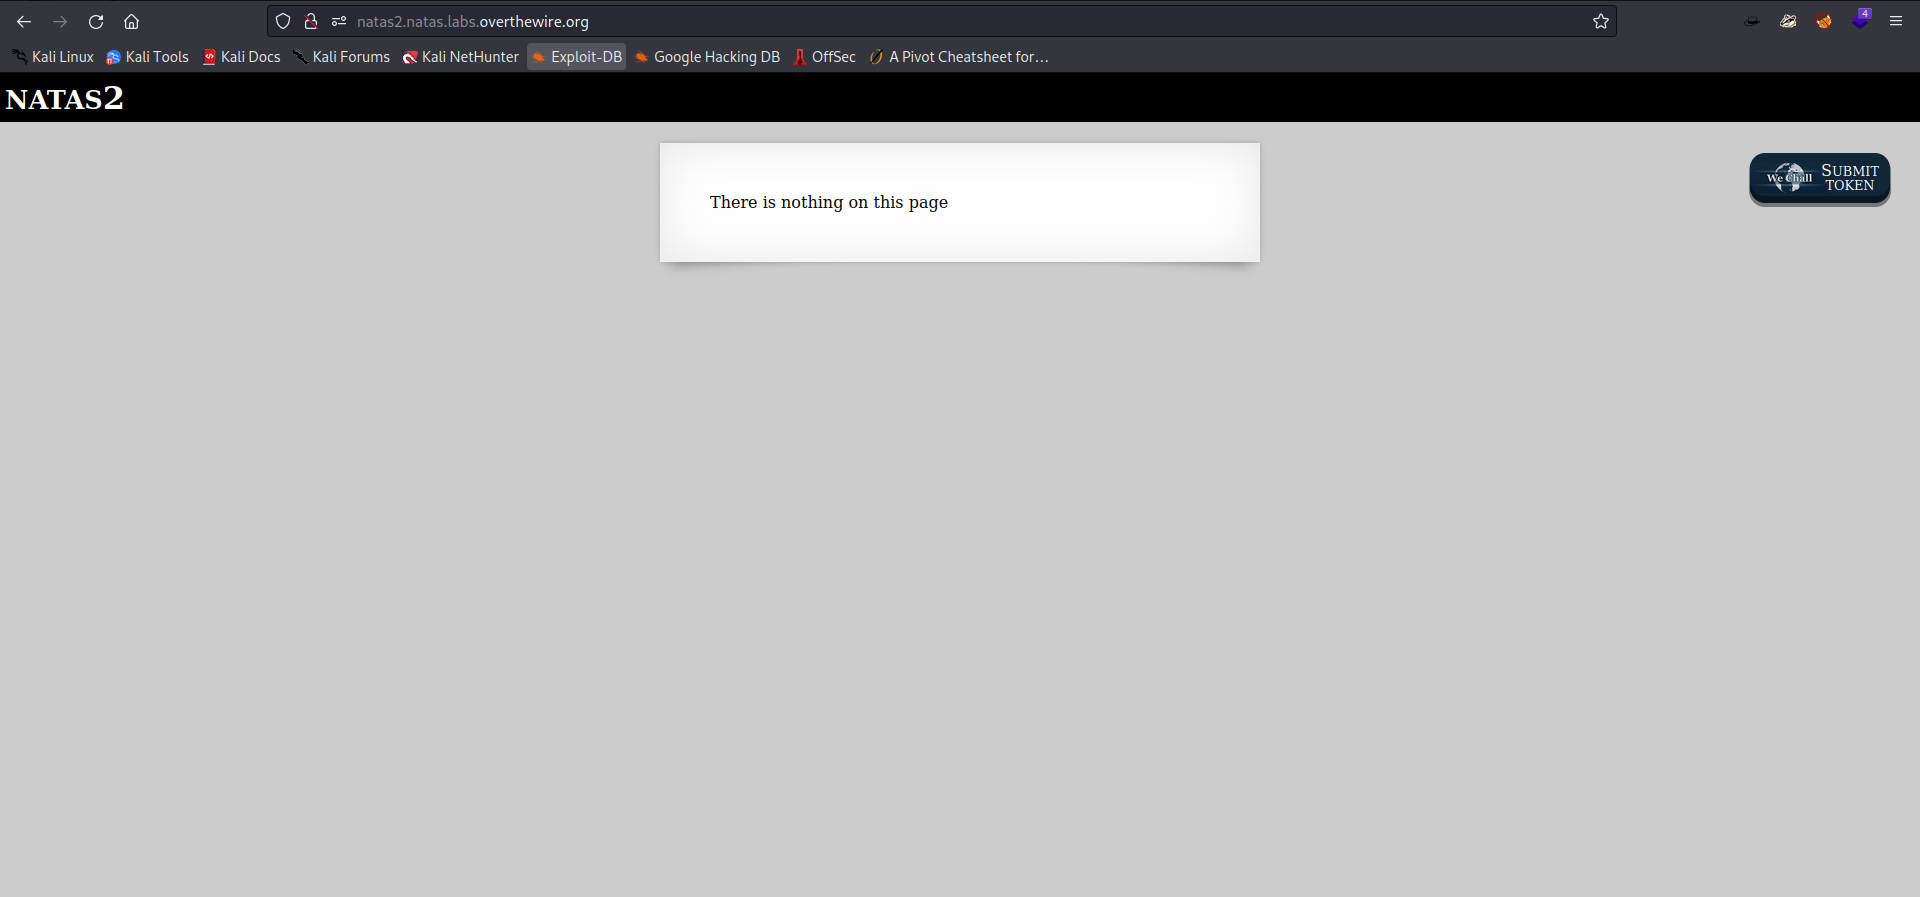 natas2.natas.labs.overthewire.org
4
Kali Linux Kali Tools Kali Docs Kali Forums Kali NetHunter Exploit-DB Google Hacking DB OffSec A Pivot Cheatsheet for…
NATAS2
There is nothing on this page
We Chall
SUBMIT
TOKEN